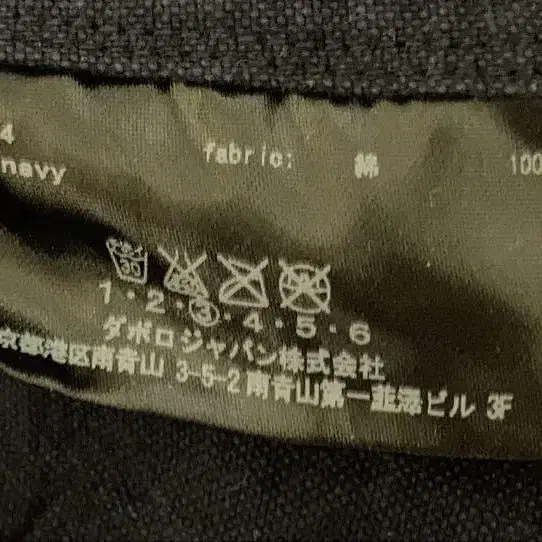 4
navy
fabric: 綿 100
1・2・③・4・5・6
ダボロジャパン株式会社
京都港区南青山 3-5-2 南青山第一韮澤ビル 3F